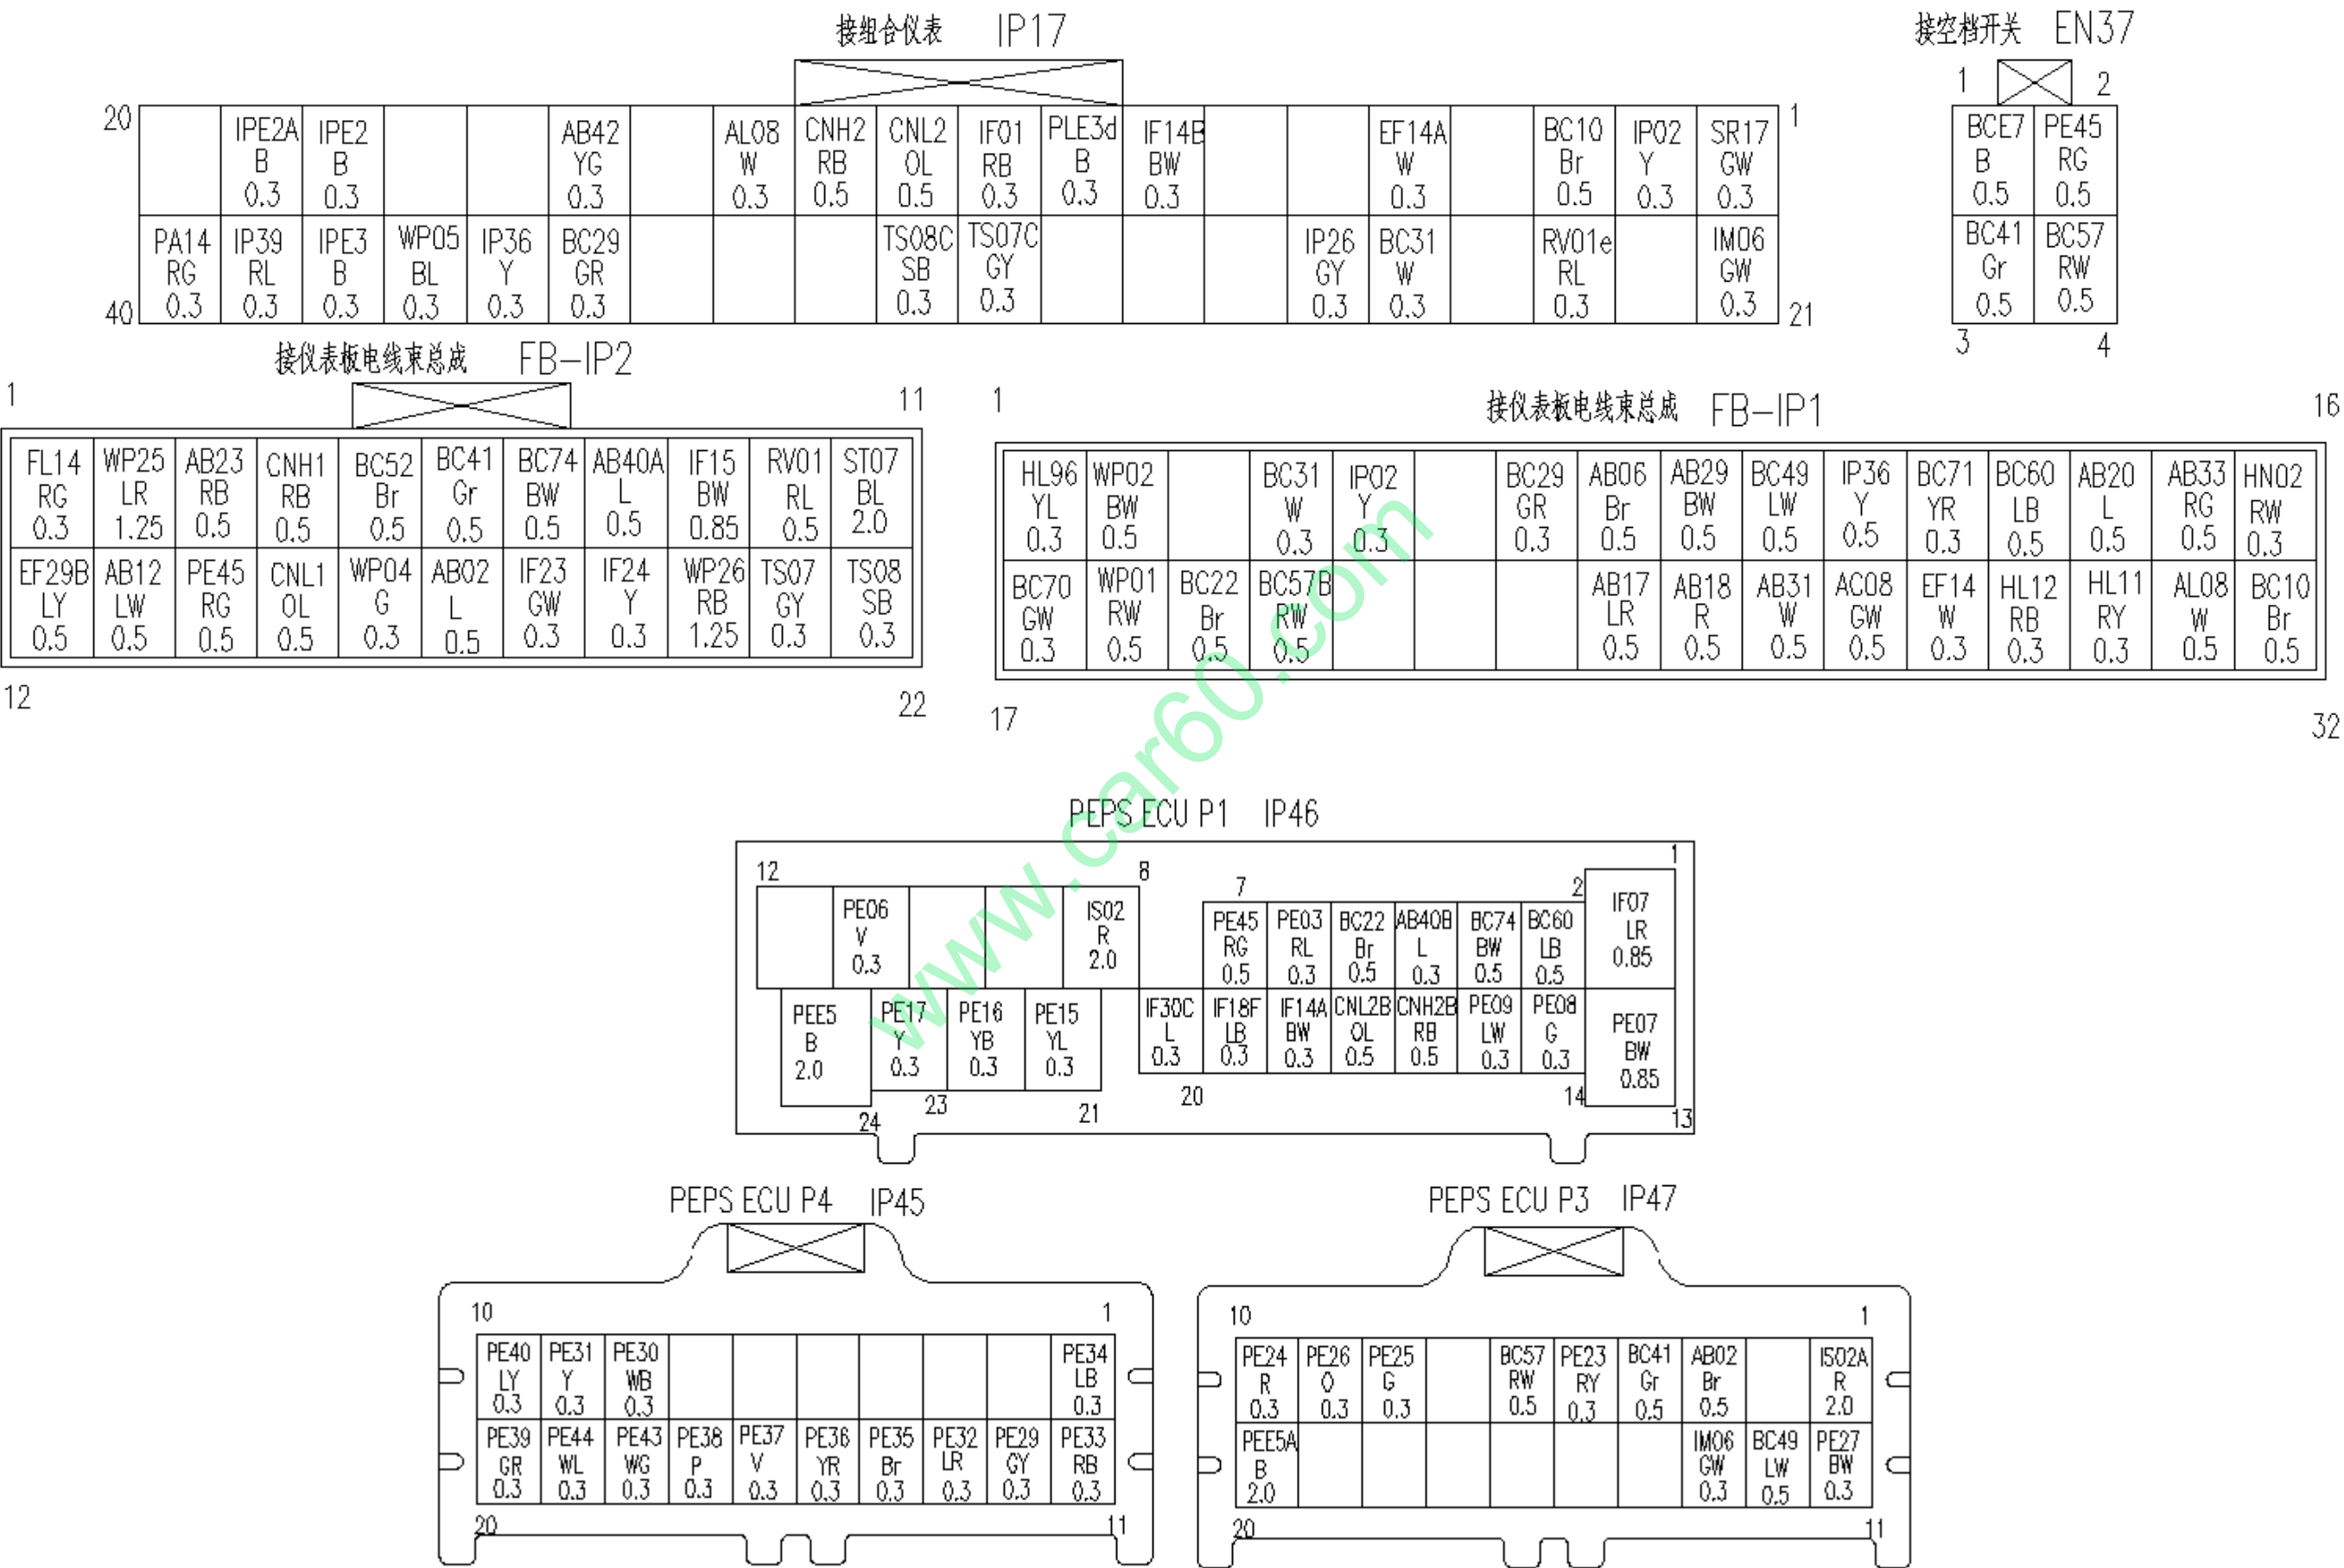 接组合仪表 IP17
接空档开关 EN37
20
IPE2A B 0.3
IPE2 B 0.3
AB42 YG 0.3
AL08 W 0.3
CNH2 RB 0.5
CNL2 OL 0.5
IF01 RB 0.3
PLE3d B 0.3
IF14B BW 0.3
EF14A W 0.3
BC10 Br 0.5
IP02 Y 0.3
SR17 GW 0.3
1
40
PA14 RG 0.3
IP39 RL 0.3
IPE3 B 0.3
WP05 BL 0.3
IP36 Y 0.3
BC29 GR 0.3
TS08C SB 0.3
TS07C GY 0.3
IP26 GY 0.3
BC31 W 0.3
RV01e RL 0.3
IM06 GW 0.3
21
1 2
BCE7 B 0.5
PE45 RG 0.5
BC41 Gr 0.5
BC57 RW 0.5
3 4
接仪表板电线束总成 FB-IP2
1 11
FL14 RG 0.3
WP25 LR 1.25
AB23 RB 0.5
CNH1 RB 0.5
BC52 Br 0.5
BC41 Gr 0.5
BC74 BW 0.5
AB40A L 0.5
IF15 BW 0.85
RV01 RL 0.5
ST07 BL 2.0
EF29B LY 0.5
AB12 LW 0.5
PE45 RG 0.5
CNL1 OL 0.5
WP04 G 0.3
AB02 L 0.5
IF23 GW 0.3
IF24 Y 0.3
WP26 RB 1.25
TS07 GY 0.3
TS08 SB 0.3
12 22
接仪表板电线束总成 FB-IP1
1 16
HL96 YL 0.3
WP02 BW 0.5
BC31 W 0.3
IP02 Y 0.3
BC29 GR 0.3
AB06 Br 0.5
AB29 BW 0.5
BC49 LW 0.5
IP36 Y 0.5
BC71 YR 0.3
BC60 LB 0.5
AB20 L 0.5
AB33 RG 0.5
HN02 RW 0.3
BC70 GW 0.3
WP01 RW 0.5
BC22 Br 0.5
BC57B RW 0.5
AB17 LR 0.5
AB18 R 0.5
AB31 W 0.5
AC08 GW 0.5
EF14 W 0.3
HL12 RB 0.3
HL11 RY 0.3
AL08 W 0.5
BC10 Br 0.5
17 32
www.car60.com
PEPS ECU P1 IP46
12 8 7 2 1
PE06 V 0.3
IS02 R 2.0
PE45 RG 0.5
PE03 RL 0.3
BC22 Br 0.5
AB40B L 0.3
BC74 BW 0.5
BC60 LB 0.5
IF07 LR 0.85
PEE5 B 2.0
PE17 Y 0.3
PE16 YB 0.3
PE15 YL 0.3
IF30C L 0.3
IF18F LB 0.3
IF14A BW 0.3
CNL2B OL 0.5
CNH2B RB 0.5
PE09 LW 0.3
PE08 G 0.3
PE07 BW 0.85
24 23 21 20 14 13
PEPS ECU P4 IP45
10 1
PE40 LY 0.3
PE31 Y 0.3
PE30 WB 0.3
PE34 LB 0.3
PE39 GR 0.3
PE44 WL 0.3
PE43 WG 0.3
PE38 P 0.3
PE37 V 0.3
PE36 YR 0.3
PE35 Br 0.3
PE32 LR 0.3
PE29 GY 0.3
PE33 RB 0.3
20 11
PEPS ECU P3 IP47
10 1
PE24 R 0.3
PE26 O 0.3
PE25 G 0.3
BC57 RW 0.5
PE23 RY 0.3
BC41 Gr 0.5
AB02 Br 0.5
IS02A R 2.0
PEE5A B 2.0
IM06 GW 0.3
BC49 LW 0.5
PE27 BW 0.3
20 11